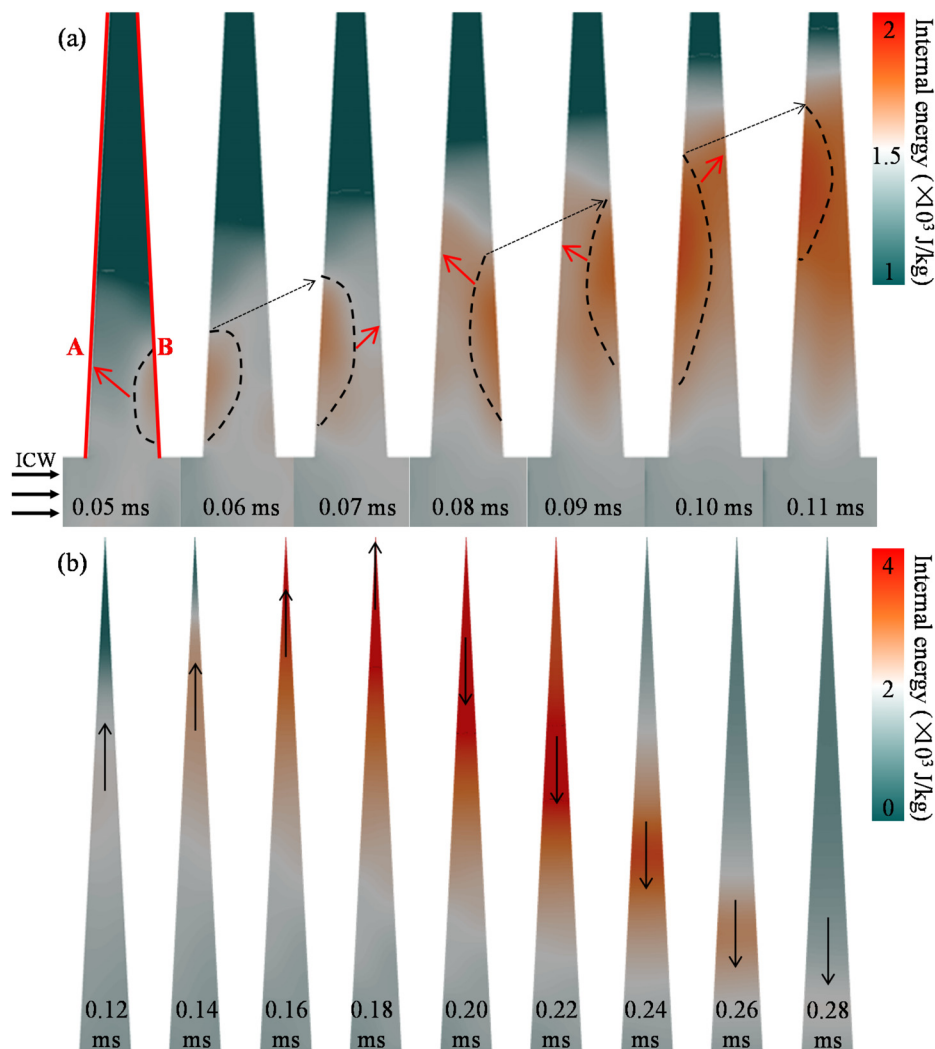 (a)
A
B
ICW
0.05 ms
0.06 ms
0.07 ms
0.08 ms
0.09 ms
0.10 ms
0.11 ms
2
1.5
1
Internal energy (×10³ J/kg)
(b)
0.12
ms
0.14
ms
0.16
ms
0.18
ms
0.20
ms
0.22
ms
0.24
ms
0.26
ms
0.28
ms
4
2
0
Internal energy (×10³ J/kg)